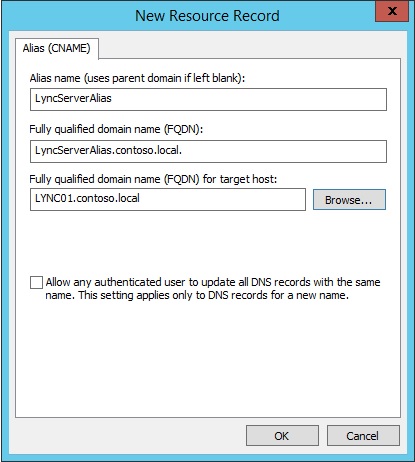 New Resource Record
x
Alias (CNAME)
Alias name (uses parent domain if left blank):
LyncServerAlias
Fully qualified domain name (FQDN):
LyncServerAlias.contoso.local.
Fully qualified domain name (FQDN) for target host:
LYNC01.contoso.local
Browse...
Allow any authenticated user to update all DNS records with the same
name. This setting applies only to DNS records for a new name.
OK
Cancel